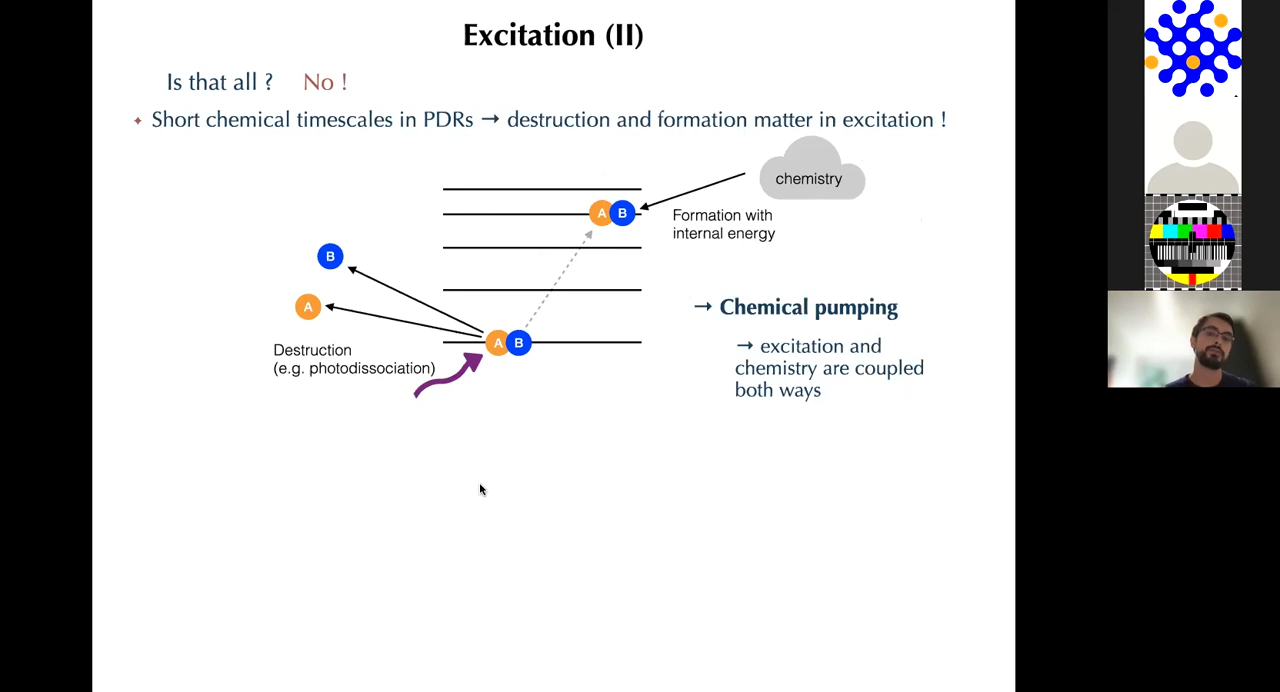 Excitation (II)
Is that all ? No !
Short chemical timescales in PDRs → destruction and formation matter in excitation !
chemistry
A B
Formation with
internal energy
B
A
→ Chemical pumping
A B
→ excitation and
chemistry are coupled
both ways
Destruction
(e.g. photodissociation)